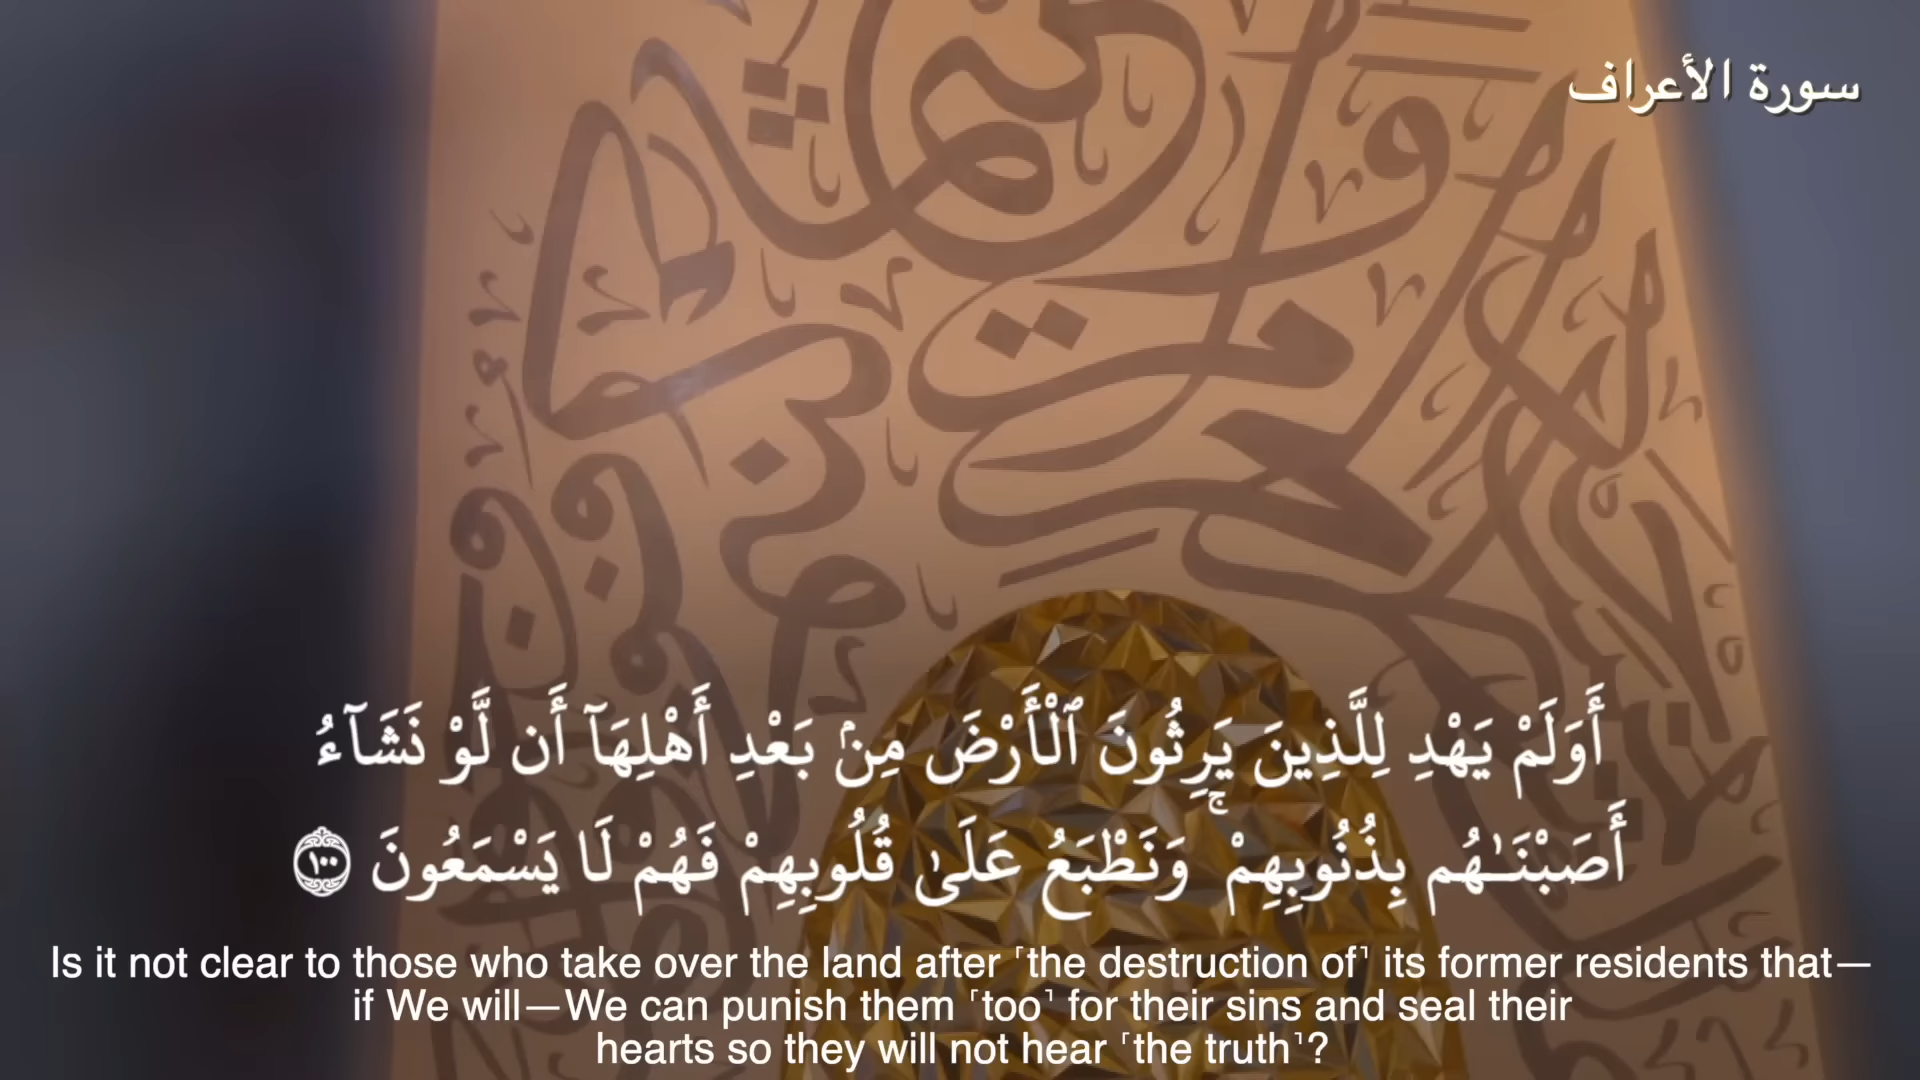 سورة الأعراف
أَوَلَمْ يَهْدِ لِلَّذِينَ يَرِثُونَ ٱلْأَرْضَ مِنۢ بَعْدِ أَهْلِهَآ أَن لَّوْ نَشَآءُ
أَصَبْنَـٰهُم بِذُنُوبِهِمْ ۚ وَنَطْبَعُ عَلَىٰ قُلُوبِهِمْ فَهُمْ لَا يَسْمَعُونَ ١٠٠
Is it not clear to those who take over the land after ˹the destruction of˺ its former residents that—
if We will—We can punish them ˹too˺ for their sins and seal their
hearts so they will not hear ˹the truth˺?